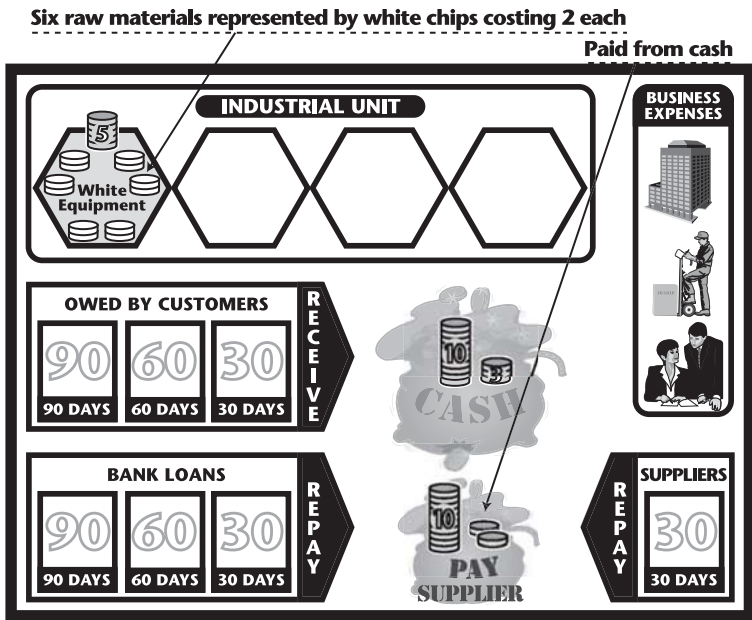 Six raw materials represented by white chips costing 2 each
Paid from cash
INDUSTRIAL UNIT
BUSINESS
EXPENSES
5
White
Equipment
OWED BY CUSTOMERS
90
60
30
90 DAYS
60 DAYS
30 DAYS
RECEIVE
10
3
CASH
BANK LOANS
90
60
30
90 DAYS
60 DAYS
30 DAYS
REPAY
10
PAY
SUPPLIER
REPAY
SUPPLIERS
30
30 DAYS